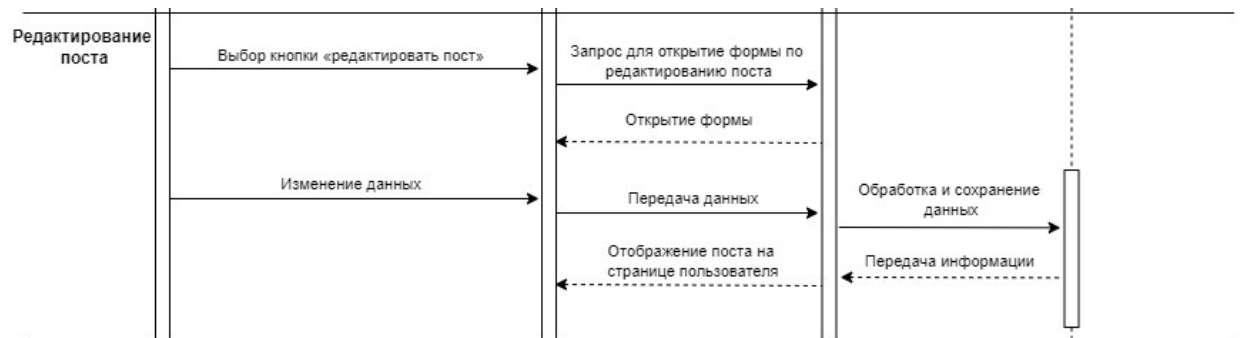 Редактирование
поста
Выбор кнопки «редактировать пост»
Запрос для открытие формы по
редактированию поста
Открытие формы
Изменение данных
Передача данных
Обработка и сохранение
данных
Отображение поста на
странице пользователя
Передача информации